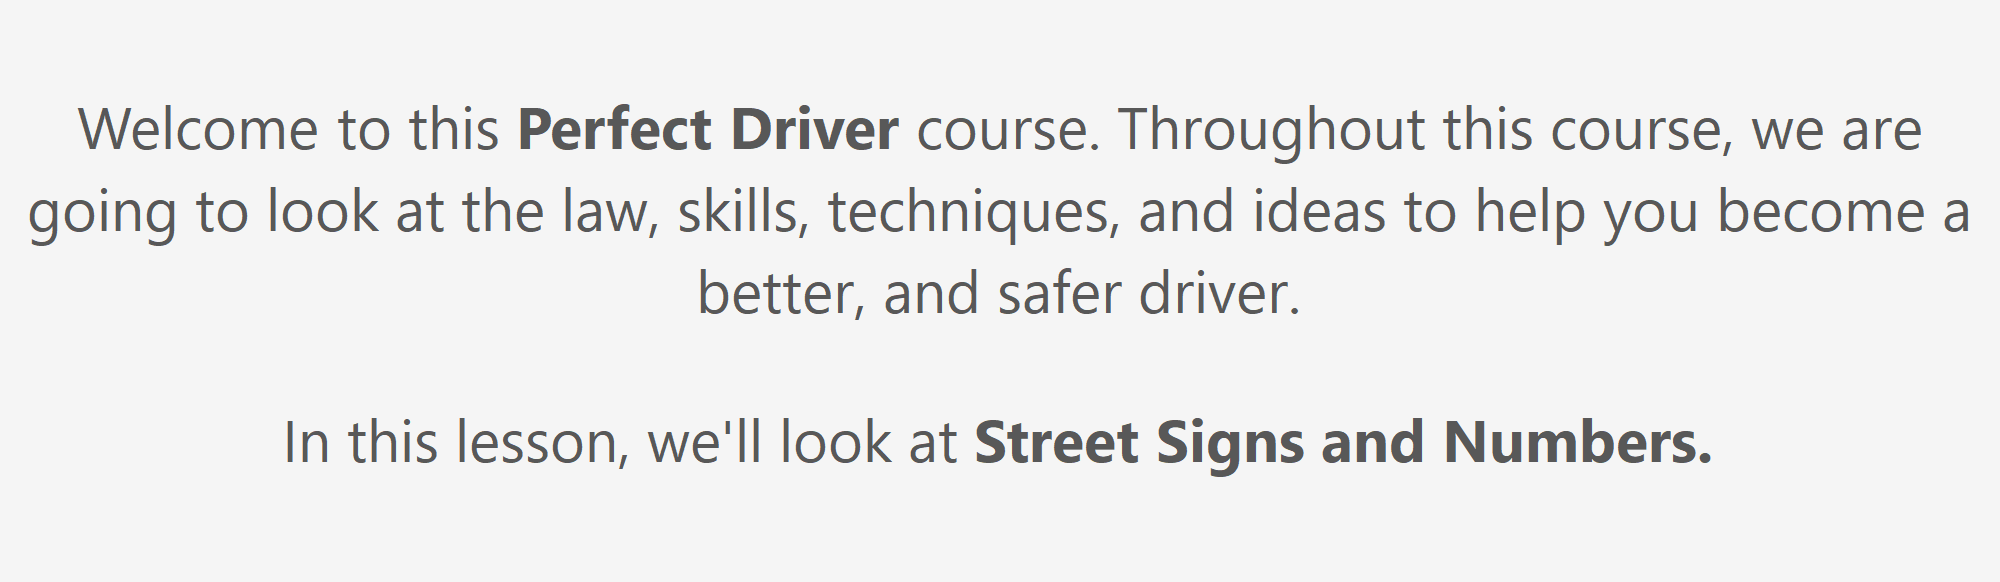 Welcome to this Perfect Driver course. Throughout this course, we are
going to look at the law, skills, techniques, and ideas to help you become a
better, and safer driver.
In this lesson, we'll look at Street Signs and Numbers.